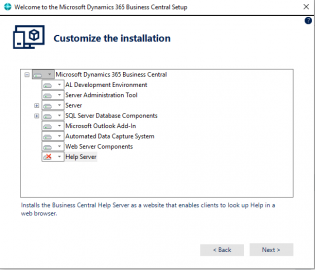 Welcome to the Microsoft Dynamics 365 Business Central Setup
Customize the installation
Microsoft Dynamics 365 Business Central
AL Development Environment
Server Administration Tool
Server
SQL Server Database Components
Microsoft Outlook Add-In
Automated Data Capture System
Web Server Components
Help Server
Installs the Business Central Help Server as a website that enables clients to look up Help in a
web browser.
< Back
Next >